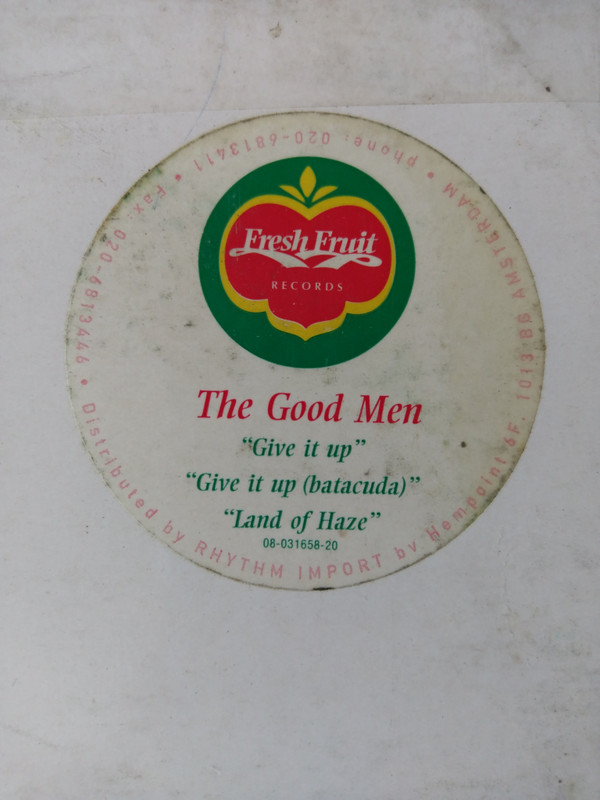 Fresh Fruit
RECORDS
The Good Men
“Give it up”
“Give it up (batacuda)”
“Land of Haze”
08-031658-20
Distributed by RHYTHM IMPORT bv Hempoint 6F. 1013 BG AMSTERDAM • phone: 020-6813411 • Fax: 020-6813446 •